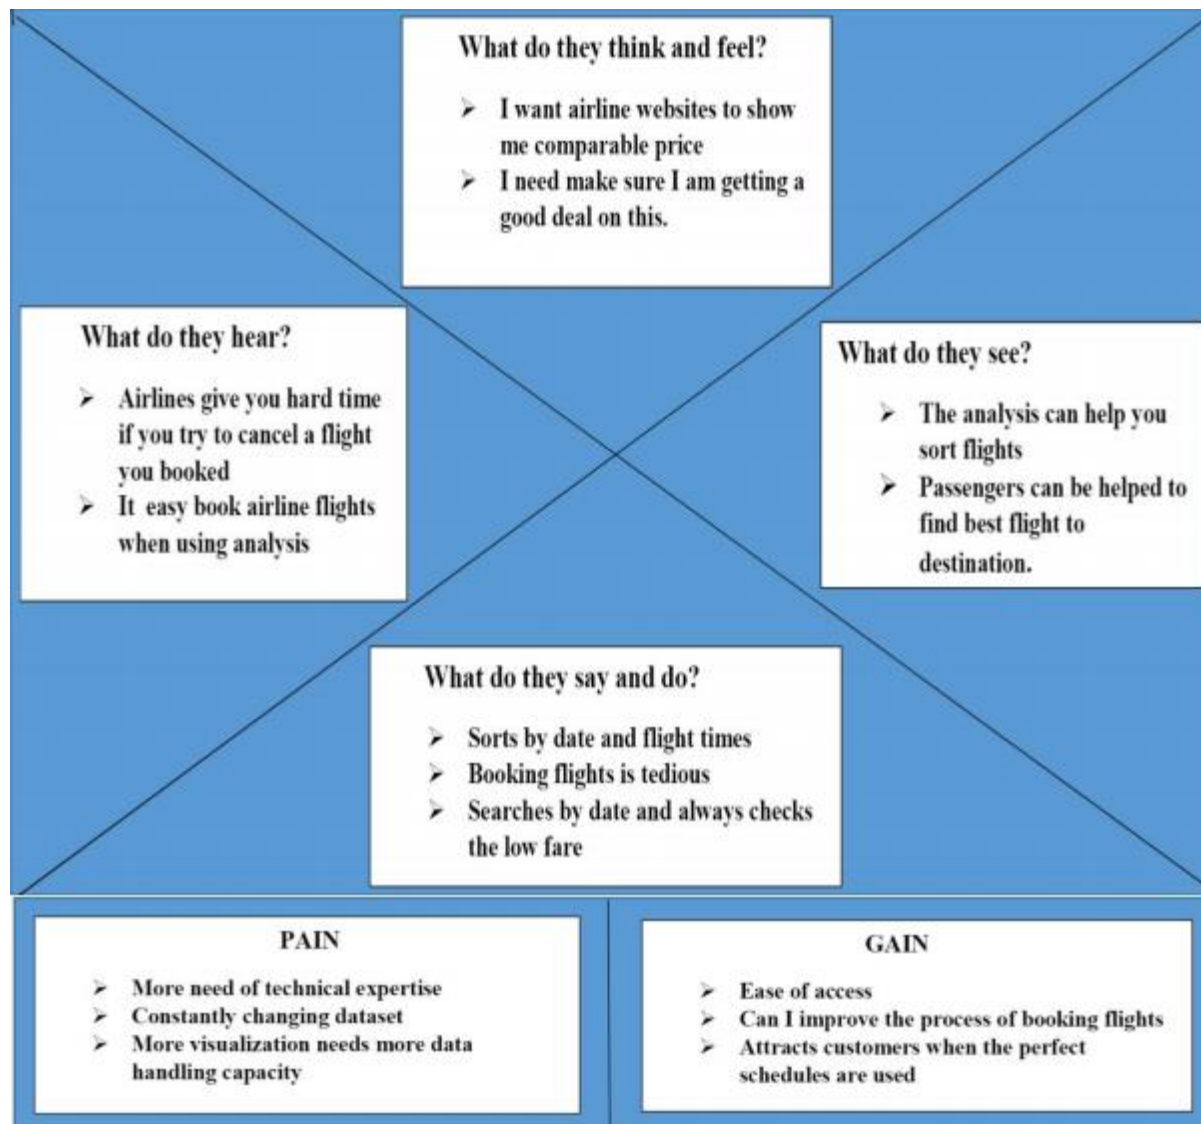 What do they think and feel?
➢ I want airline websites to show
me comparable price
➢ I need make sure I am getting a
good deal on this.
What do they hear?
➢ Airlines give you hard time
if you try to cancel a flight
you booked
➢ It easy book airline flights
when using analysis
What do they see?
➢ The analysis can help you
sort flights
➢ Passengers can be helped to
find best flight to
destination.
What do they say and do?
➢ Sorts by date and flight times
➢ Booking flights is tedious
➢ Searches by date and always checks
the low fare
PAIN
➢ More need of technical expertise
➢ Constantly changing dataset
➢ More visualization needs more data
handling capacity
GAIN
➢ Ease of access
➢ Can I improve the process of booking flights
➢ Attracts customers when the perfect
schedules are used